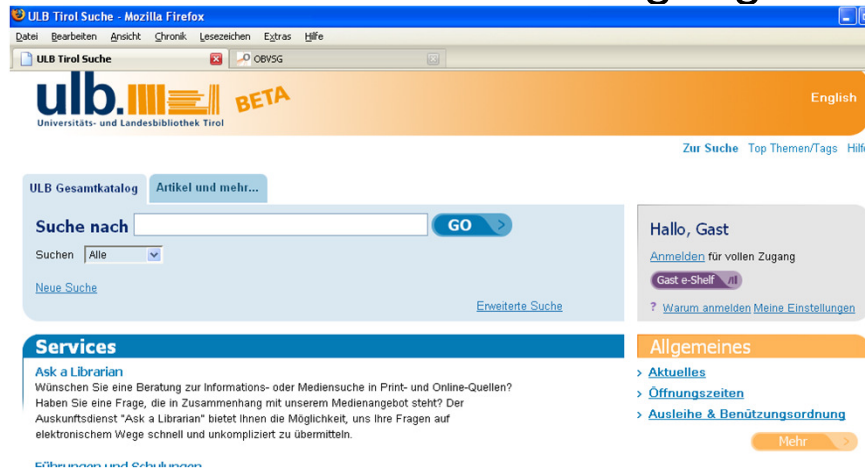 ULB Tirol Suche - Mozilla Firefox
Datei Bearbeiten Ansicht Chronik Lesezeichen Extras Hilfe
ULB Tirol Suche OBVSG
ulb. BETA
Universitäts- und Landesbibliothek Tirol
English
Zur Suche Top Themen/Tags Hilfe
ULB Gesamtkatalog Artikel und mehr...
Suche nach GO
Suchen Alle
Neue Suche
Erweiterte Suche
Hallo, Gast
Anmelden für vollen Zugang
Gast e-Shelf
? Warum anmelden Meine Einstellungen
Services
Ask a Librarian
Wünschen Sie eine Beratung zur Informations- oder Mediensuche in Print- und Online-Quellen?
Haben Sie eine Frage, die in Zusammenhang mit unserem Medienangebot steht? Der
Auskunftsdienst "Ask a Librarian" bietet Ihnen die Möglichkeit, uns Ihre Fragen auf
elektronischem Wege schnell und unkompliziert zu übermitteln.
Führungen und Schulungen
Allgemeines
> Aktuelles
> Öffnungszeiten
> Ausleihe & Benützungsordnung
Mehr